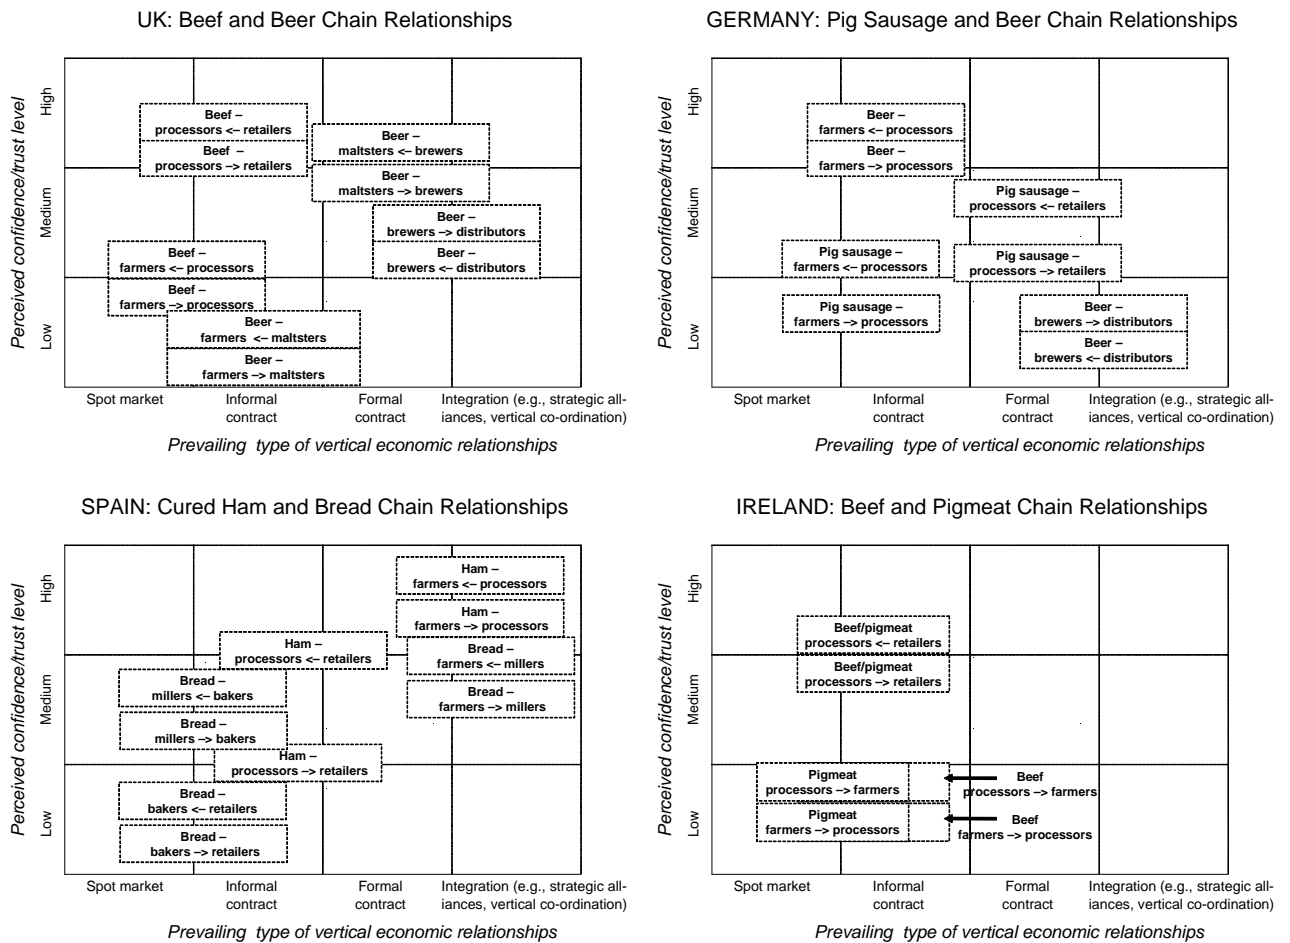 UK: Beef and Beer Chain Relationships
Perceived confidence/trust level
High
Medium
Low
Beef –
processors <– retailers
Beef –
processors –> retailers
Beer –
maltsters <– brewers
Beer –
maltsters –> brewers
Beer –
brewers –> distributors
Beer –
brewers <– distributors
Beef –
farmers <– processors
Beef –
farmers –> processors
Beer –
farmers <– maltsters
Beer –
farmers –> maltsters
Spot market
Informal
contract
Formal
contract
Integration (e.g., strategic all-
iances, vertical co-ordination)
Prevailing type of vertical economic relationships
GERMANY: Pig Sausage and Beer Chain Relationships
Perceived confidence/trust level
High
Medium
Low
Beer –
farmers <– processors
Beer –
farmers –> processors
Pig sausage –
processors <– retailers
Pig sausage –
farmers <– processors
Pig sausage –
processors –> retailers
Pig sausage –
farmers –> processors
Beer –
brewers –> distributors
Beer –
brewers <– distributors
Spot market
Informal
contract
Formal
contract
Integration (e.g., strategic all-
iances, vertical co-ordination)
Prevailing type of vertical economic relationships
SPAIN: Cured Ham and Bread Chain Relationships
Perceived confidence/trust level
High
Medium
Low
Ham –
farmers <– processors
Ham –
farmers –> processors
Ham –
processors <– retailers
Bread –
farmers <– millers
Bread –
millers <– bakers
Bread –
farmers –> millers
Bread –
millers –> bakers
Ham –
processors –> retailers
Bread –
bakers <– retailers
Bread –
bakers –> retailers
Spot market
Informal
contract
Formal
contract
Integration (e.g., strategic all-
iances, vertical co-ordination)
Prevailing type of vertical economic relationships
IRELAND: Beef and Pigmeat Chain Relationships
Perceived confidence/trust level
High
Medium
Low
Beef/pigmeat
processors <– retailers
Beef/pigmeat
processors –> retailers
Pigmeat
processors –> farmers
Beef
processors –> farmers
Pigmeat
farmers –> processors
Beef
farmers –> processors
Spot market
Informal
contract
Formal
contract
Integration (e.g., strategic all-
iances, vertical co-ordination)
Prevailing type of vertical economic relationships